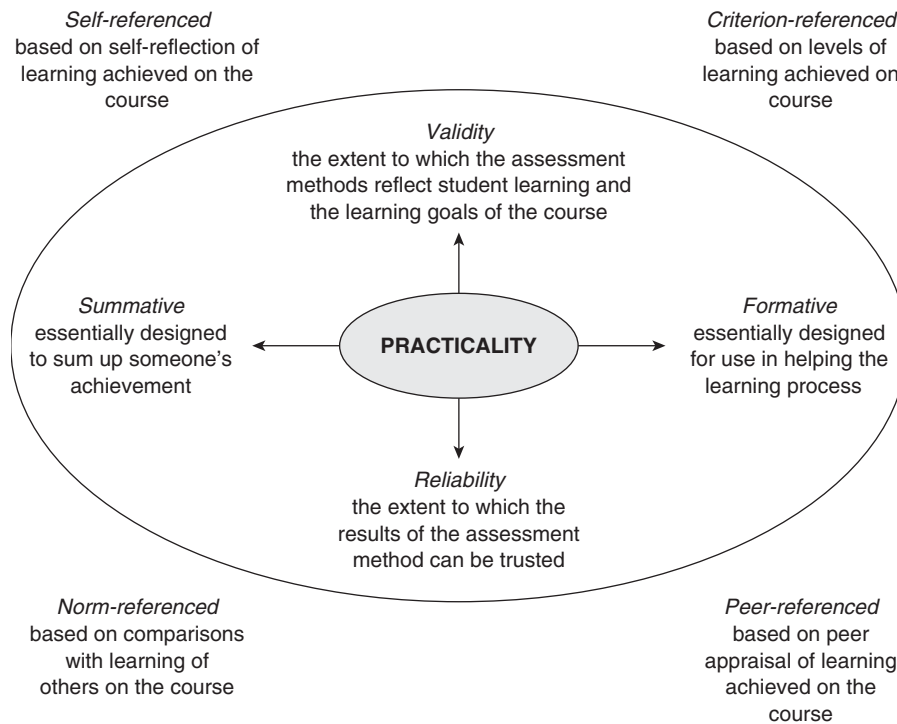 Self-referenced
based on self-reflection of
learning achieved on the
course
Criterion-referenced
based on levels of
learning achieved on
course
Validity
the extent to which the assessment
methods reflect student learning and
the learning goals of the course
Summative
essentially designed
to sum up someone's
achievement
PRACTICALITY
Formative
essentially designed
for use in helping the
learning process
Reliability
the extent to which the
results of the assessment
method can be trusted
Norm-referenced
based on comparisons
with learning of
others on the course
Peer-referenced
based on peer
appraisal of learning
achieved on the
course